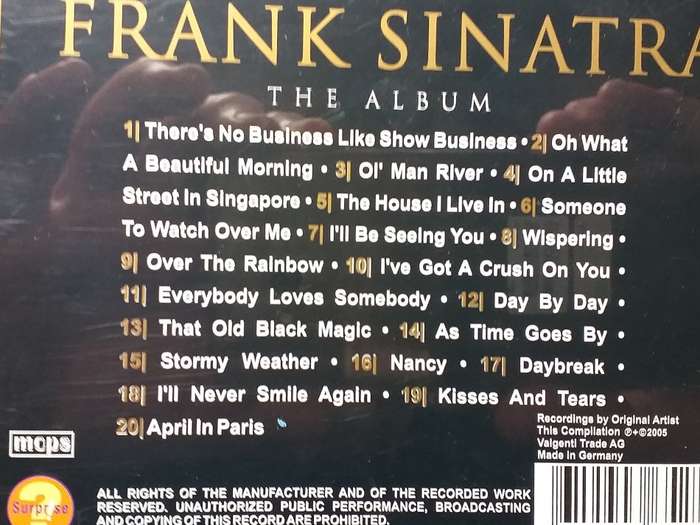 FRANK SINATRA
THE ALBUM
1| There's No Business Like Show Business • 2| Oh What
A Beautiful Morning • 3| Ol' Man River • 4| On A Little
Street In Singapore • 5| The House I Live In • 6| Someone
To Watch Over Me • 7| I'll Be Seeing You • 8| Wispering •
9| Over The Rainbow • 10| I've Got A Crush On You •
11| Everybody Loves Somebody • 12| Day By Day •
13| That Old Black Magic • 14| As Time Goes By •
15| Stormy Weather • 16| Nancy • 17| Daybreak •
18| I'll Never Smile Again • 19| Kisses And Tears •
20| April In Paris
Recordings by Original Artist
This Compilation ℗+©2005
Valgenti Trade AG
Made in Germany
mcps
Surprise
ALL RIGHTS OF THE MANUFACTURER AND OF THE RECORDED WORK
RESERVED. UNAUTHORIZED PUBLIC PERFORMANCE, BROADCASTING
AND COPYING OF THIS RECORD ARE PROHIBITED.